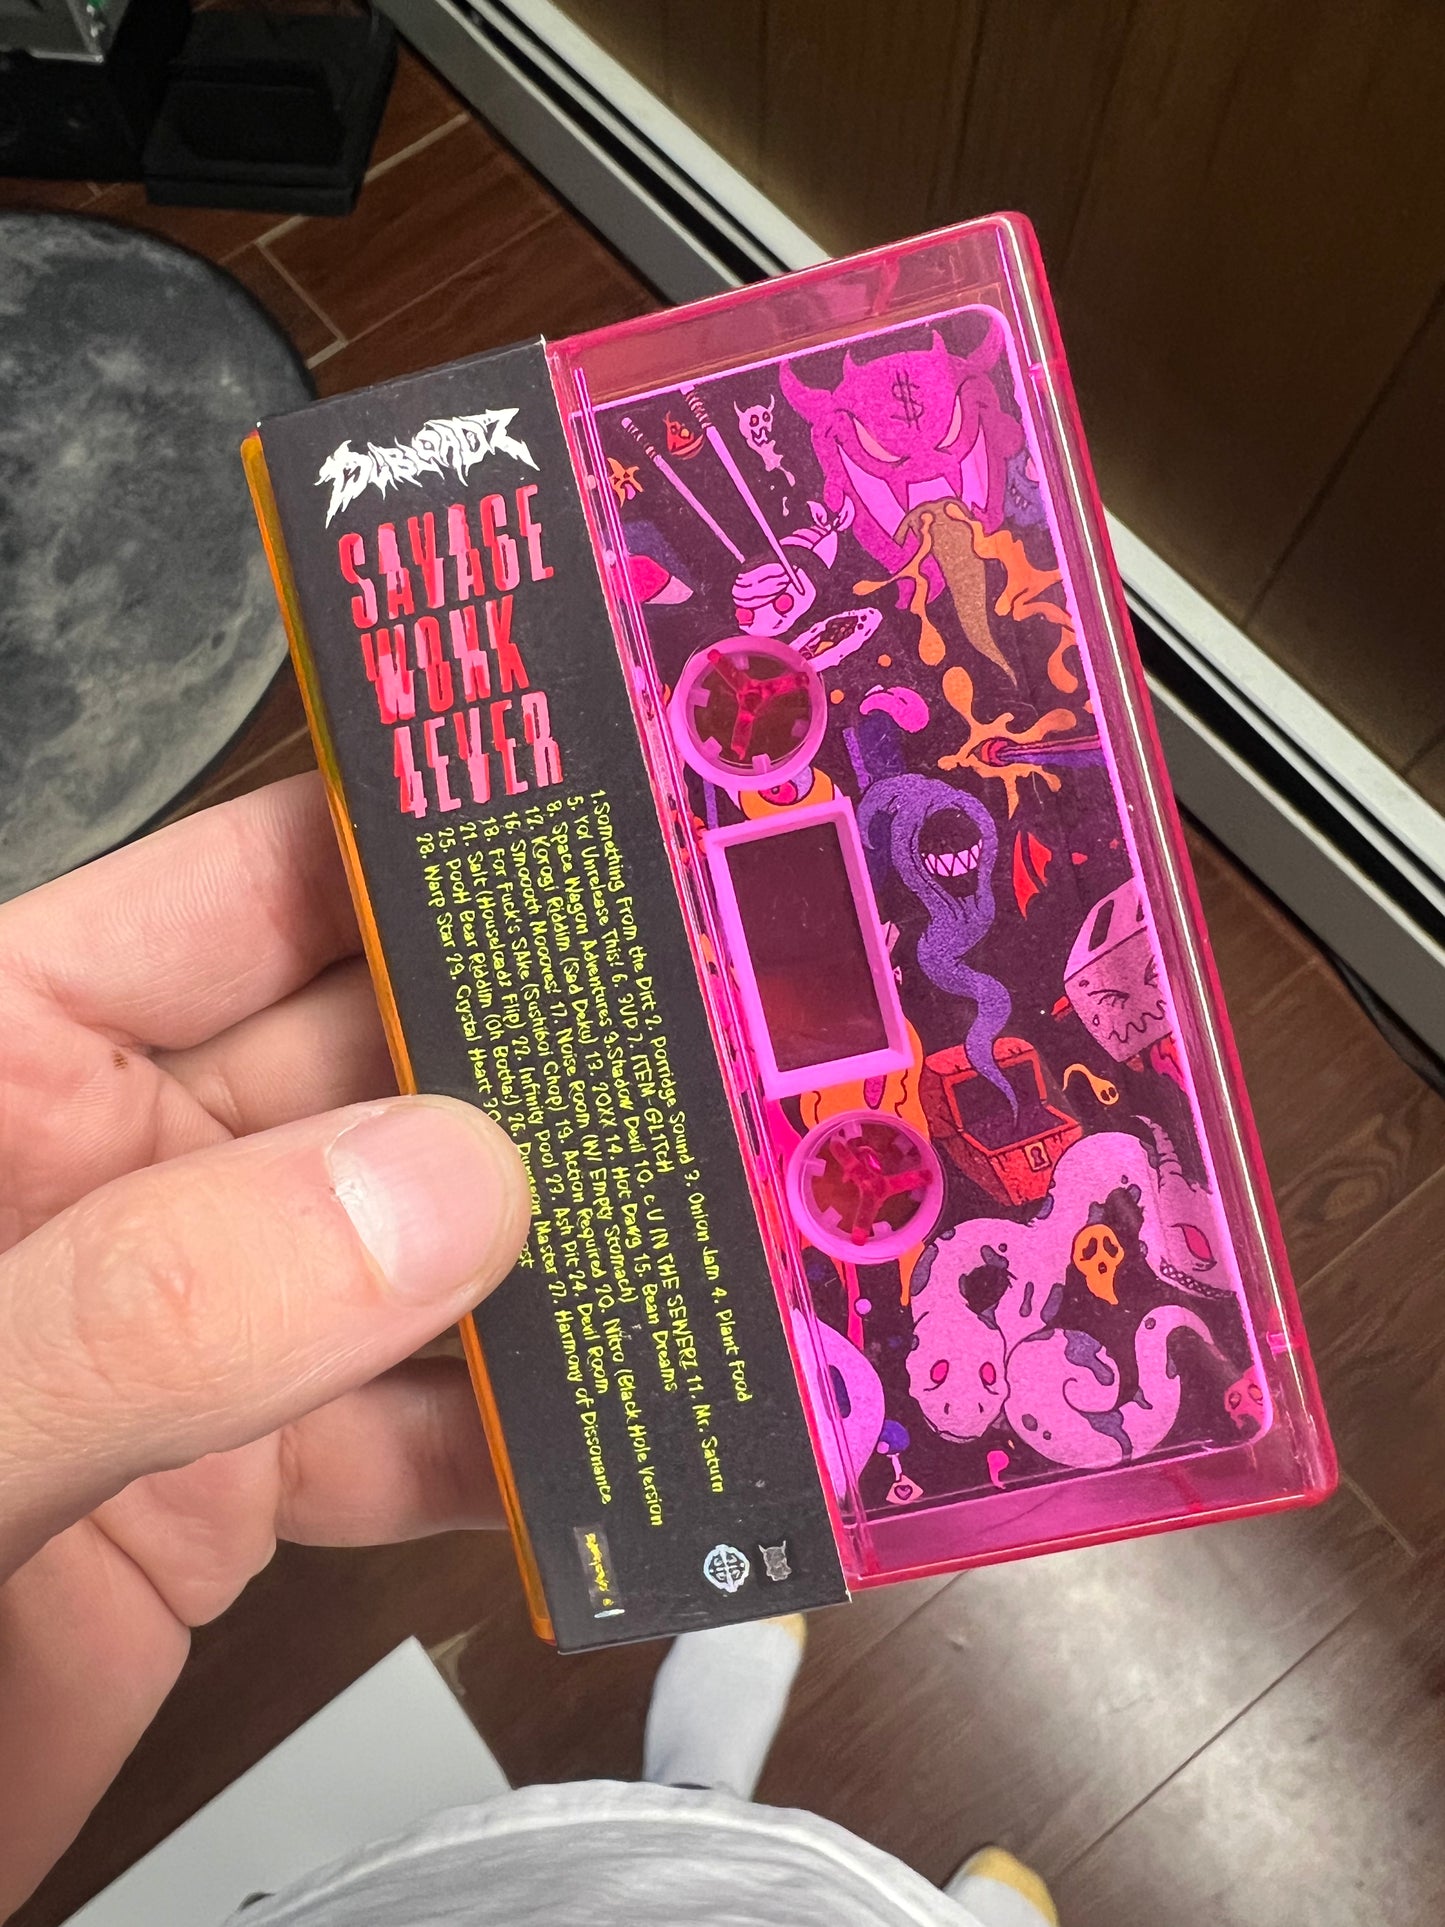 DUBLOADZ
SAVAGE
WONK
4EVER
1.Something From the Dirt 2. Porridge Sound 3. Onion Jam 4. Plant Food
5. Yo! Unrelease This! 6. 9UP 7. ITEM-GL1TCH
8. Space Wagon Adventures 9.Shadow Devil 10. C U IN THE SEWERZ 11. Mr. Saturn
12. Korogi Riddim (Sad Deku) 13. 20XX 14. Hot Dawg 15. Bean Dreams
16. Smooooth Moooves! 17. Noise Room (W/ Empty Stomach)
18. For Fuck's SAke (Sushiboi Chop) 19. Action Required 20. Nitro (Black Hole Version
21. Salt (Houseloadz Flip) 22. Infinity Pool 23. Ash Pit 24. Devil Room
25. Pooh Bear Riddim (Oh Botha!) 26. Dungeon Master 27. Harmony of Dissonance
28. Warp Star 29. Crystal Heart
$